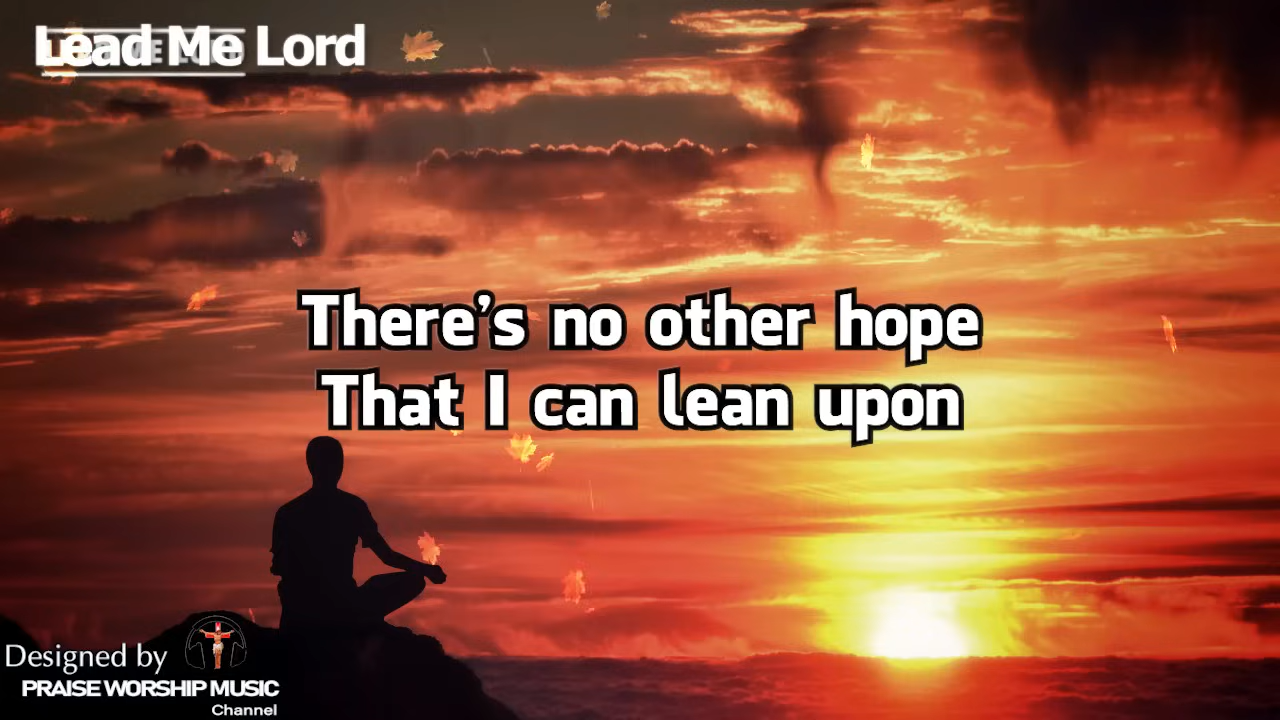 Lead Me Lord
There's no other hope
That I can lean upon
Designed by
PRAISE WORSHIP MUSIC
Channel